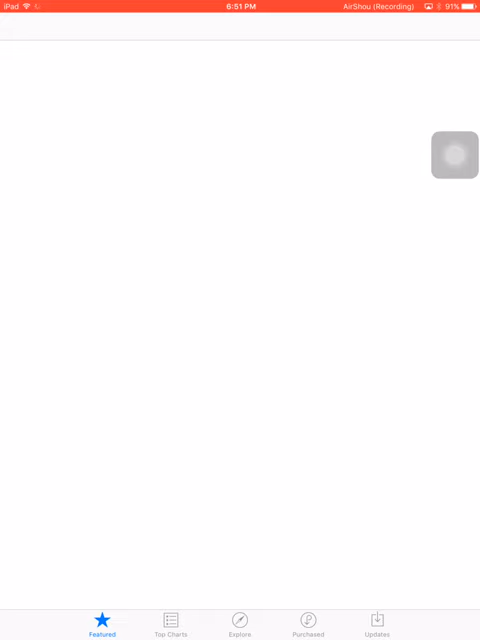 iPad 6:51 PM AirShou (Recording) 91%
Featured Top Charts Explore Purchased Updates